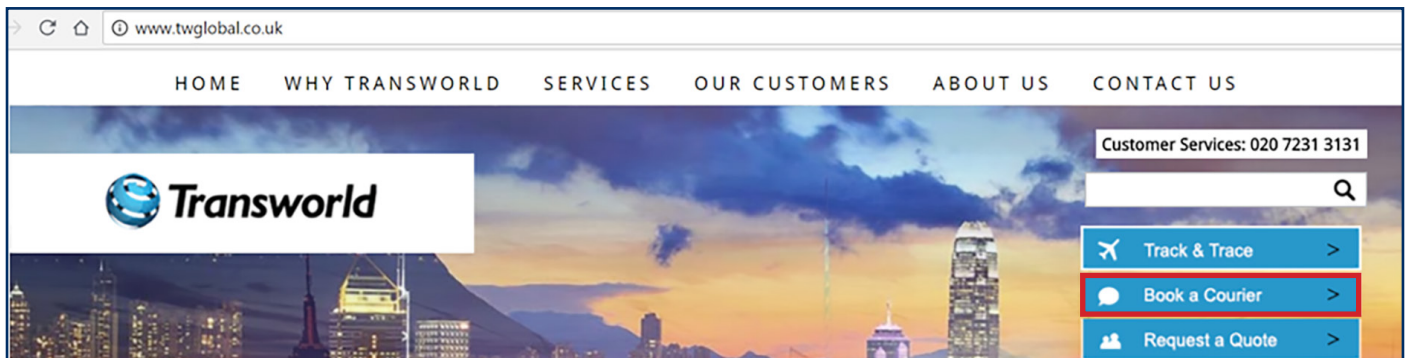 www.twglobal.co.uk
HOME WHY TRANSWORLD SERVICES OUR CUSTOMERS ABOUT US CONTACT US
Customer Services: 020 7231 3131
Transworld
Track & Trace >
Book a Courier >
Request a Quote >